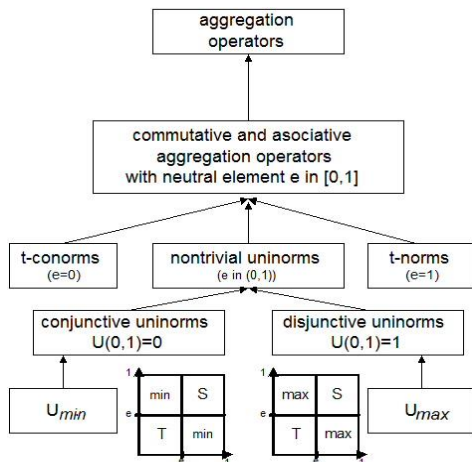 aggregation
operators
commutative and asociative
aggregation operators
with neutral element e in [0,1]
t-conorms
(e=0)
nontrivial uninorms
(e in (0,1))
t-norms
(e=1)
conjunctive uninorms
U(0,1)=0
disjunctive uninorms
U(0,1)=1
Umin
1
min
S
e
T
min
1
max
S
e
T
max
Umax